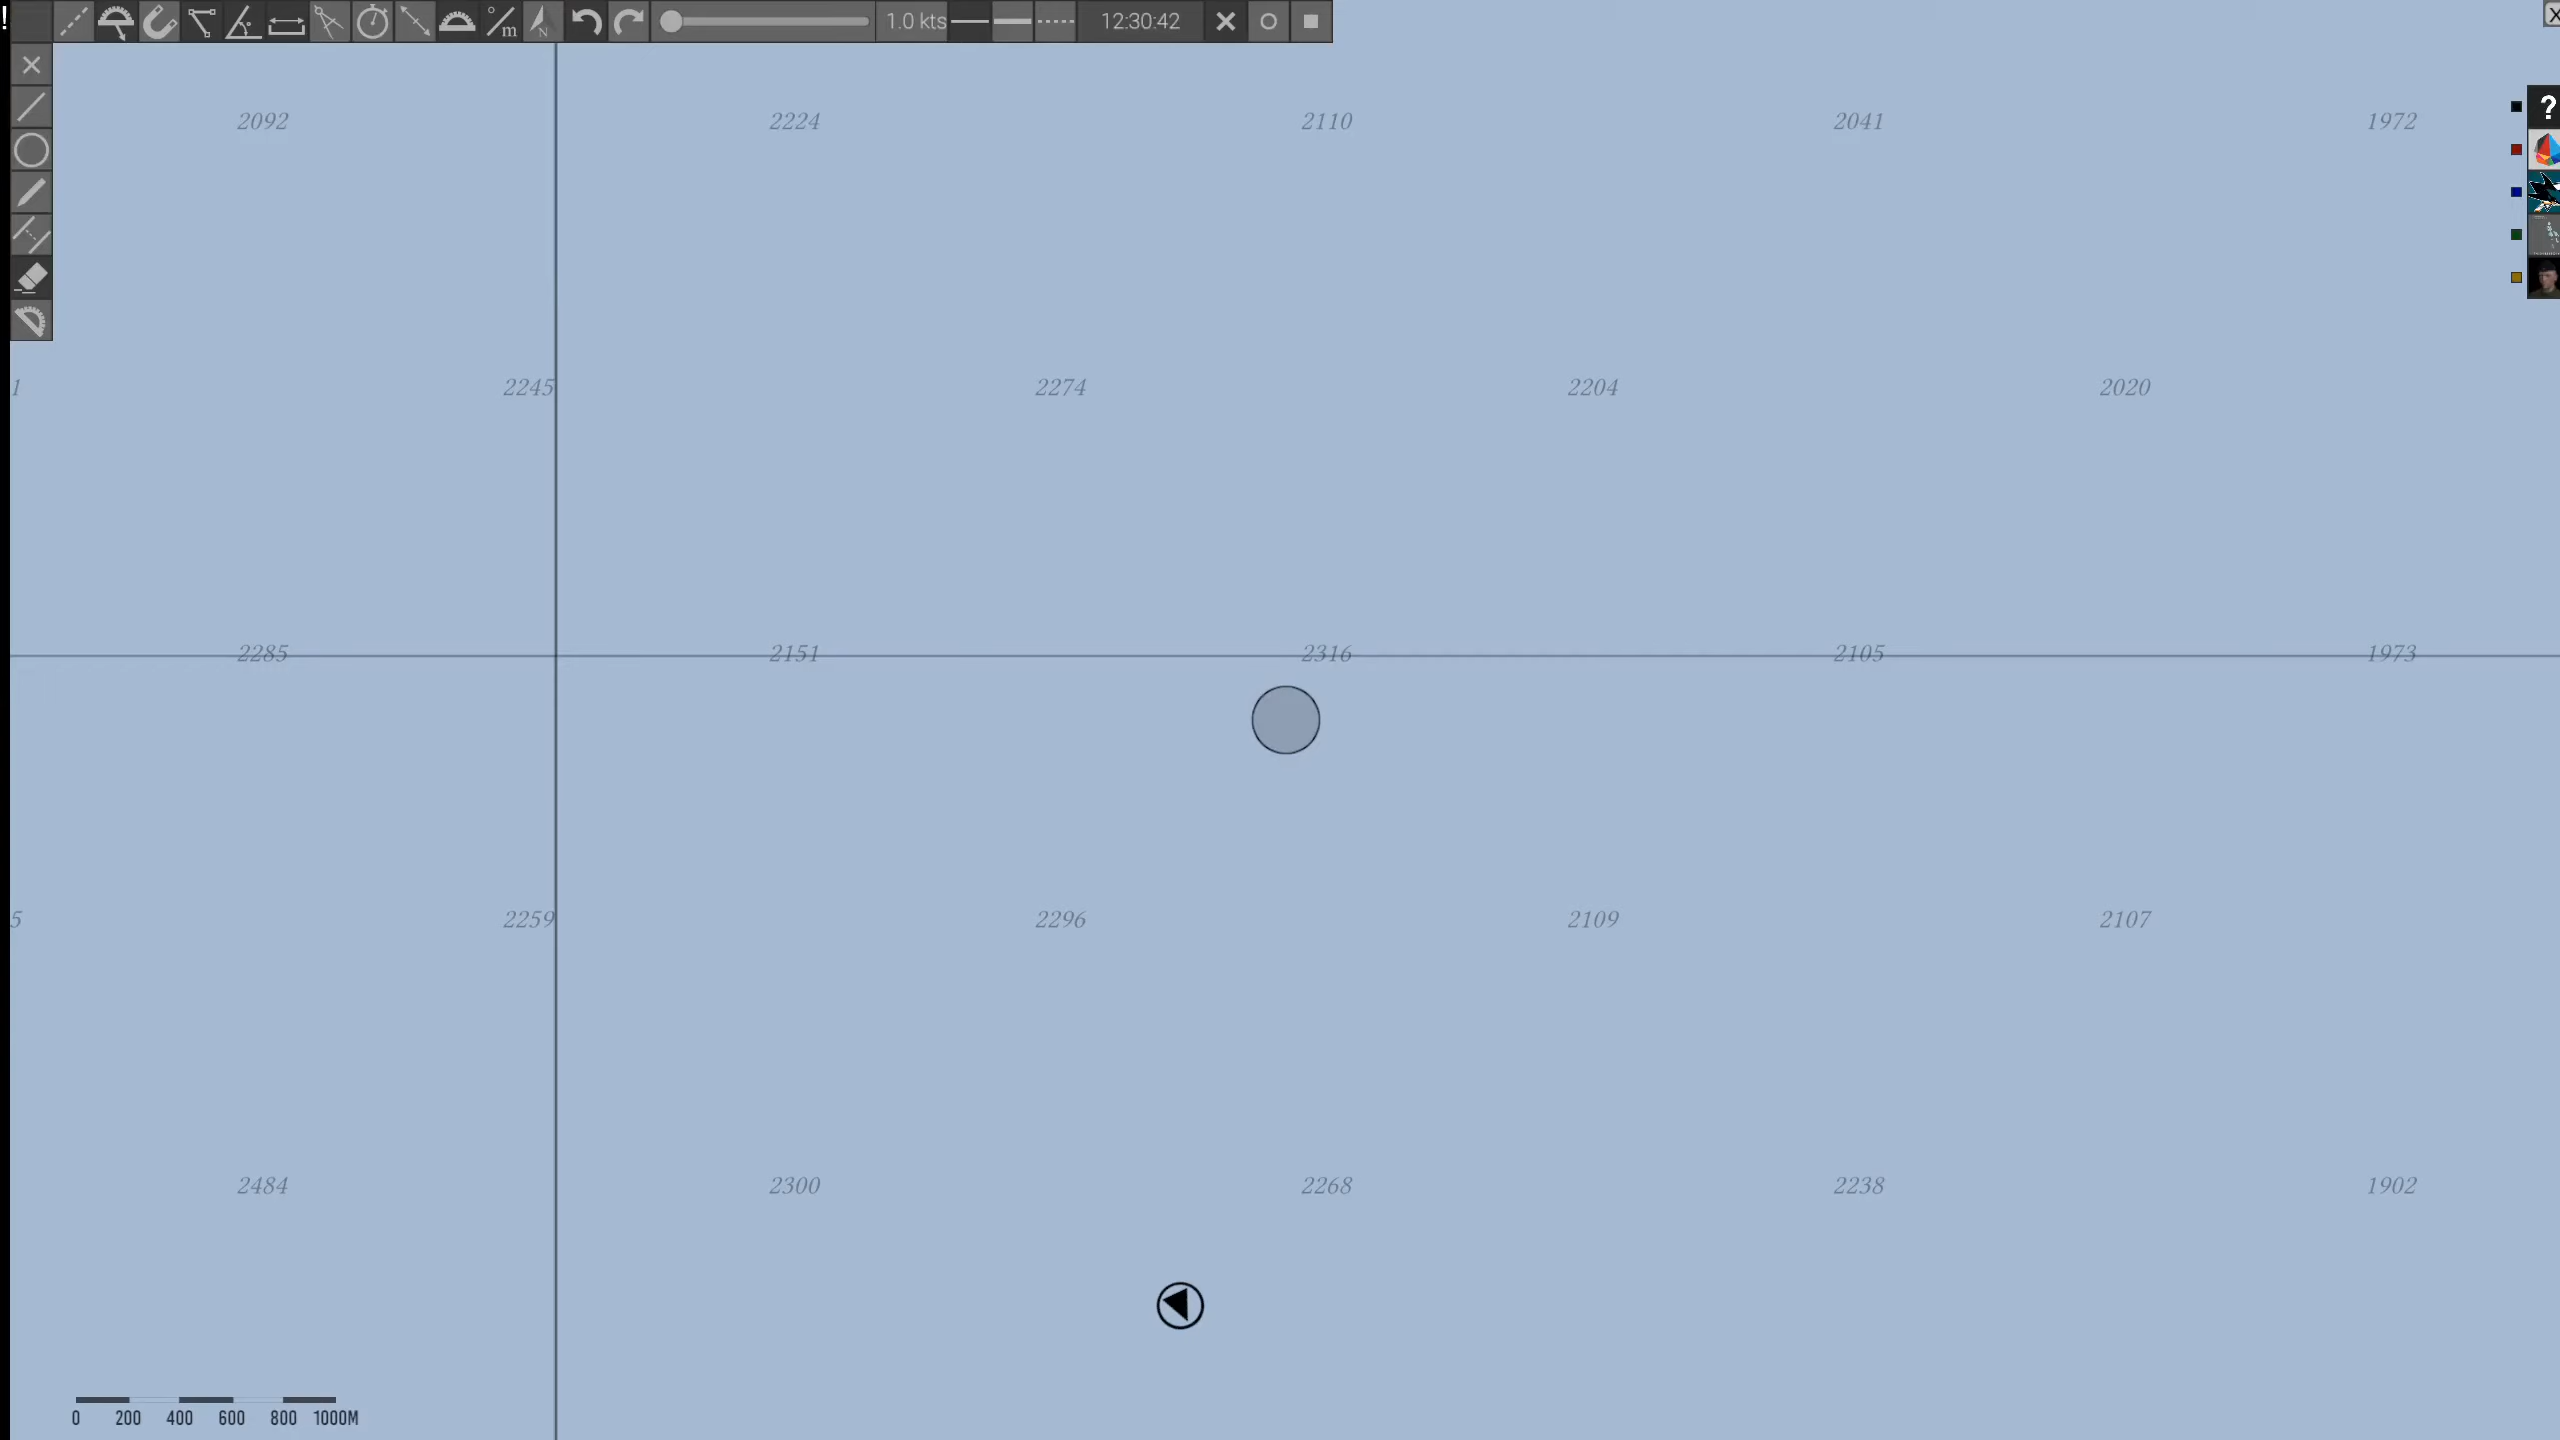 ! m N 1.0 kts 12:30:42 X
?
2092 2224 2110 2041 1972
1 2245 2274 2204 2020
2285 2151 2316 2105 1973
5 2259 2296 2109 2107
2484 2300 2268 2238 1902
0 200 400 600 800 1000M